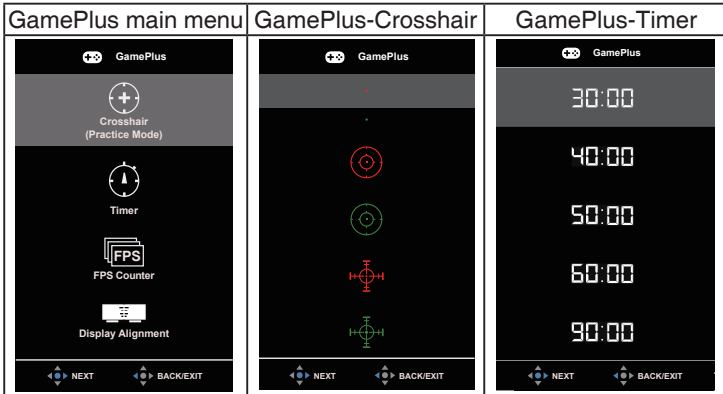 GamePlus main menu
GamePlus
Crosshair
(Practice Mode)
Timer
FPS
FPS Counter
Display Alignment
NEXT BACK/EXIT
GamePlus-Crosshair
GamePlus
NEXT BACK/EXIT
GamePlus-Timer
GamePlus
30:00
40:00
50:00
60:00
90:00
NEXT BACK/EXIT